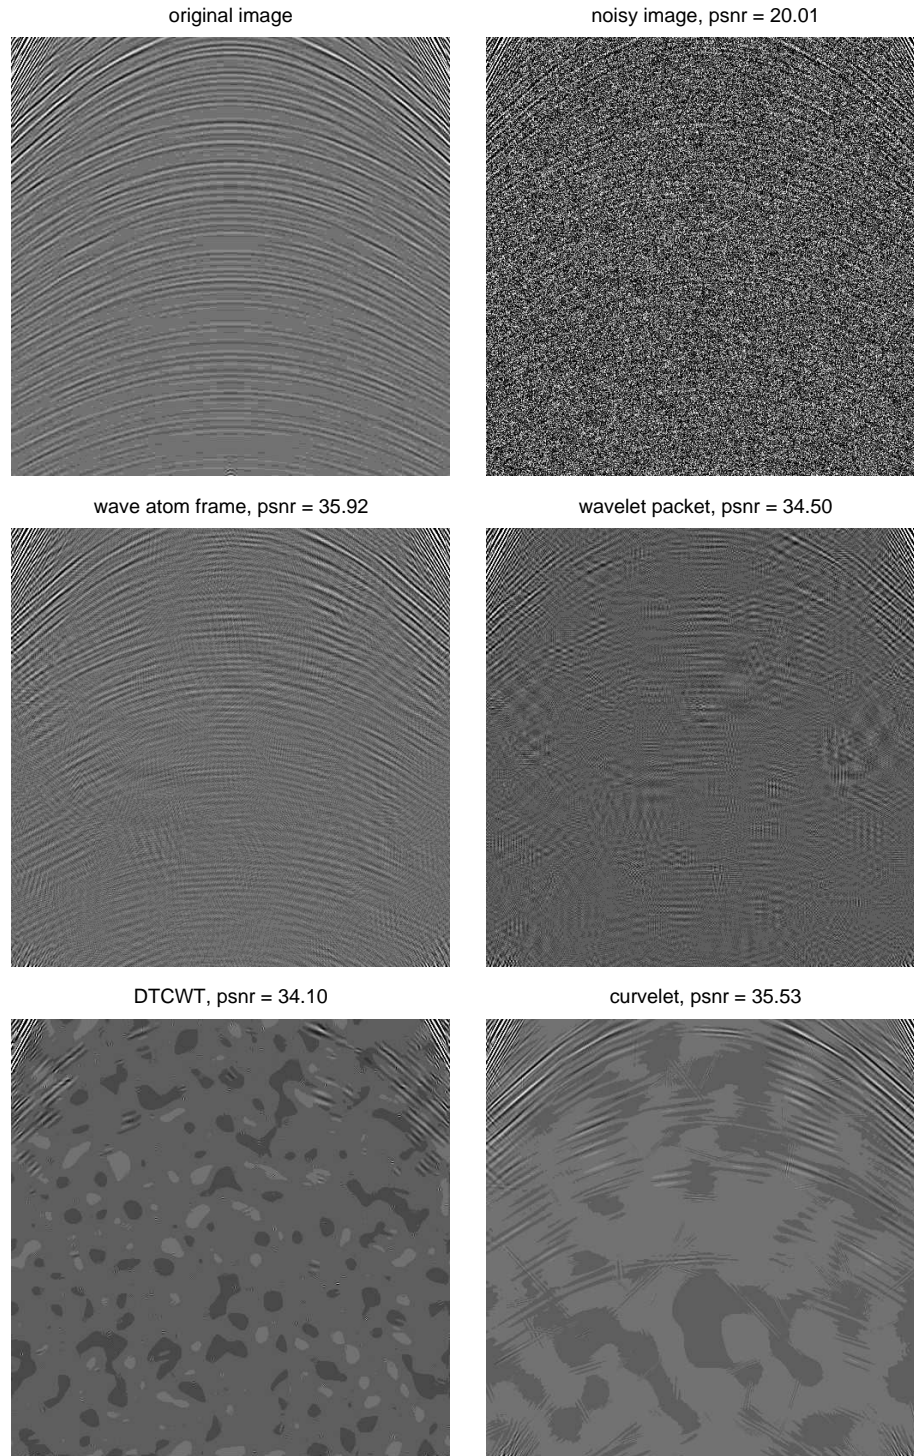 original image
noisy image, psnr = 20.01
wave atom frame, psnr = 35.92
wavelet packet, psnr = 34.50
DTCWT, psnr = 34.10
curvelet, psnr = 35.53